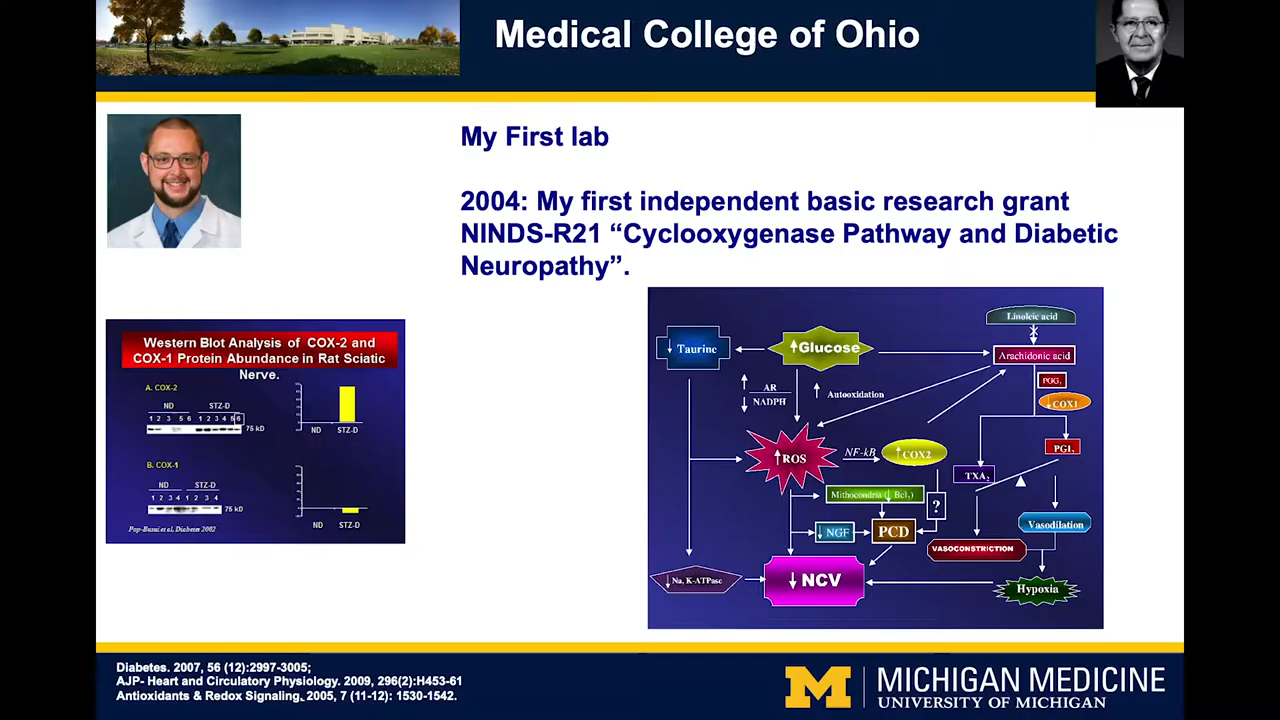 Medical College of Ohio
My First lab
2004: My first independent basic research grant
NINDS-R21 “Cyclooxygenase Pathway and Diabetic
Neuropathy”.
Western Blot Analysis of COX-2 and
COX-1 Protein Abundance in Rat Sciatic
Nerve.
A. COX-2
ND STZ-D
1 2 3 5 6 1 2 3 4 5 6
75 kD
ND STZ-D
B. COX-1
ND STZ-D
1 2 3 4 1 2 3 4
75 kD
ND STZ-D
Pop-Busui et al, Diabetes 2002
Linoleic acid
↓ Taurine
↑Glucose
Arachidonic acid
↑ AR
↓ NADPH
↑ Autooxidation
PGG₂
↓COX1
↑ROS
NF-kB
↑COX2
TXA₂
PGI₂
Mithocondria (↓ Bcl₂)
?
↓ NGF
PCD
VASOCONSTRICTION
Vasodilation
↓Na, K-ATPase
↓ NCV
Hypoxia
Diabetes. 2007, 56 (12):2997-3005;
AJP- Heart and Circulatory Physiology. 2009, 296(2):H453-61
Antioxidants & Redox Signaling. 2005, 7 (11-12): 1530-1542.
M
MICHIGAN MEDICINE
UNIVERSITY OF MICHIGAN